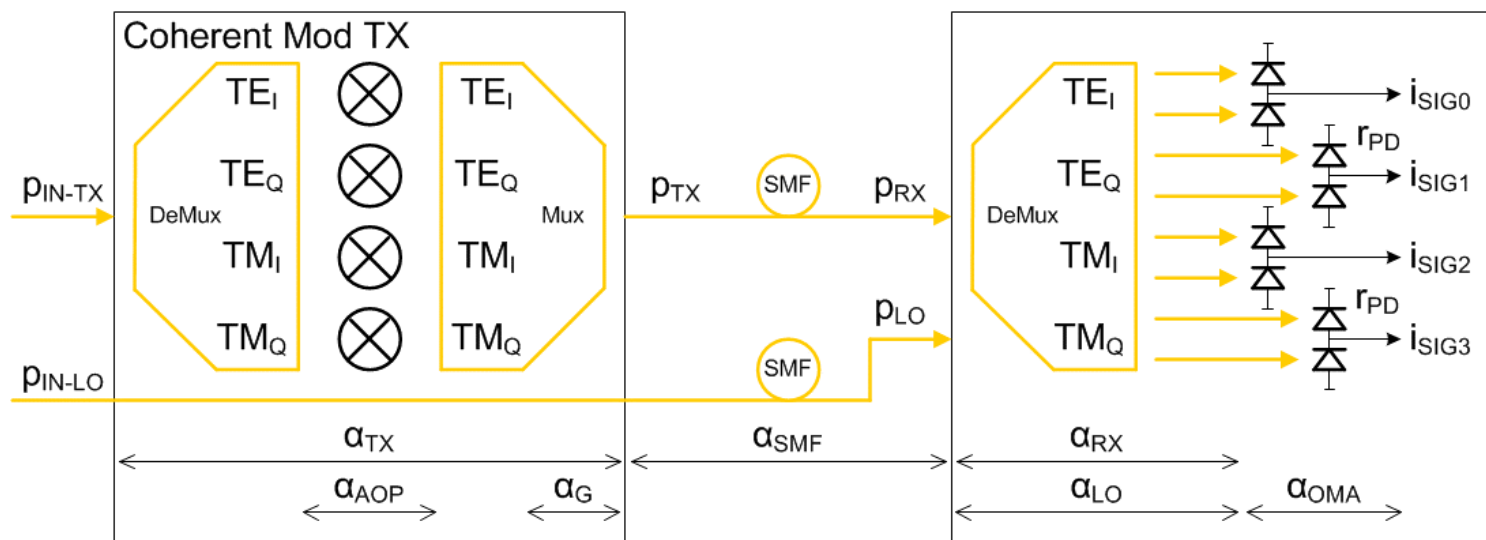 Coherent Mod TX
TE_I
TE_Q
TM_I
TM_Q
DeMux
TE_I
TE_Q
TM_I
TM_Q
Mux
p_IN-TX
p_IN-LO
p_TX
SMF
p_RX
SMF
p_LO
TE_I
TE_Q
TM_I
TM_Q
DeMux
i_SIG0
r_PD
i_SIG1
i_SIG2
r_PD
i_SIG3
α_TX
α_SMF
α_RX
α_AOP
α_G
α_LO
α_OMA